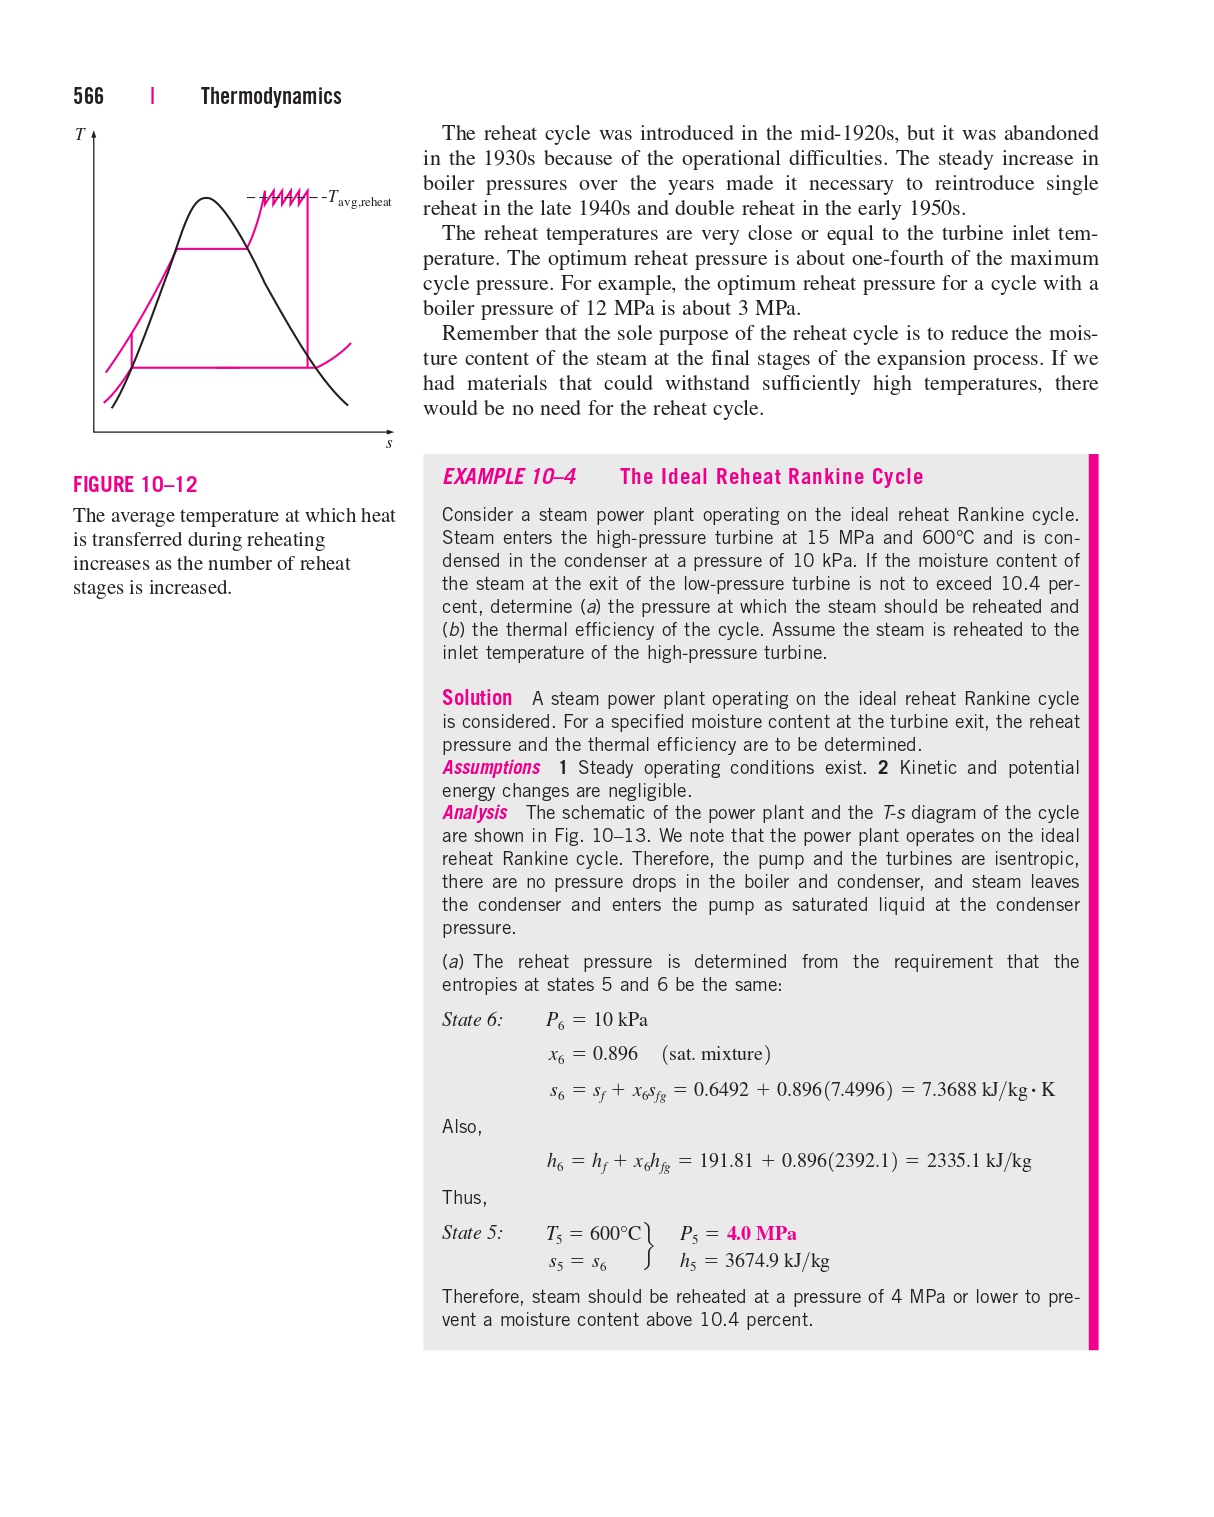 566 | Thermodynamics
T
T avg,reheat
s
FIGURE 10–12
The average temperature at which heat
is transferred during reheating
increases as the number of reheat
stages is increased.
The reheat cycle was introduced in the mid-1920s, but it was abandoned
in the 1930s because of the operational difficulties. The steady increase in
boiler pressures over the years made it necessary to reintroduce single
reheat in the late 1940s and double reheat in the early 1950s.
The reheat temperatures are very close or equal to the turbine inlet tem-
perature. The optimum reheat pressure is about one-fourth of the maximum
cycle pressure. For example, the optimum reheat pressure for a cycle with a
boiler pressure of 12 MPa is about 3 MPa.
Remember that the sole purpose of the reheat cycle is to reduce the mois-
ture content of the steam at the final stages of the expansion process. If we
had materials that could withstand sufficiently high temperatures, there
would be no need for the reheat cycle.
EXAMPLE 10–4 The Ideal Reheat Rankine Cycle
Consider a steam power plant operating on the ideal reheat Rankine cycle.
Steam enters the high-pressure turbine at 15 MPa and 600°C and is con-
densed in the condenser at a pressure of 10 kPa. If the moisture content of
the steam at the exit of the low-pressure turbine is not to exceed 10.4 per-
cent, determine (a) the pressure at which the steam should be reheated and
(b) the thermal efficiency of the cycle. Assume the steam is reheated to the
inlet temperature of the high-pressure turbine.
Solution A steam power plant operating on the ideal reheat Rankine cycle
is considered. For a specified moisture content at the turbine exit, the reheat
pressure and the thermal efficiency are to be determined.
Assumptions 1 Steady operating conditions exist. 2 Kinetic and potential
energy changes are negligible.
Analysis The schematic of the power plant and the T-s diagram of the cycle
are shown in Fig. 10–13. We note that the power plant operates on the ideal
reheat Rankine cycle. Therefore, the pump and the turbines are isentropic,
there are no pressure drops in the boiler and condenser, and steam leaves
the condenser and enters the pump as saturated liquid at the condenser
pressure.
(a) The reheat pressure is determined from the requirement that the
entropies at states 5 and 6 be the same:
State 6: P₆ = 10 kPa
x₆ = 0.896 (sat. mixture)
s₆ = s_f + x₆s_fg = 0.6492 + 0.896(7.4996) = 7.3688 kJ/kg · K
Also,
h₆ = h_f + x₆h_fg = 191.81 + 0.896(2392.1) = 2335.1 kJ/kg
Thus,
State 5: T₅ = 600°C } P₅ = 4.0 MPa
s₅ = s₆ h₅ = 3674.9 kJ/kg
Therefore, steam should be reheated at a pressure of 4 MPa or lower to pre-
vent a moisture content above 10.4 percent.